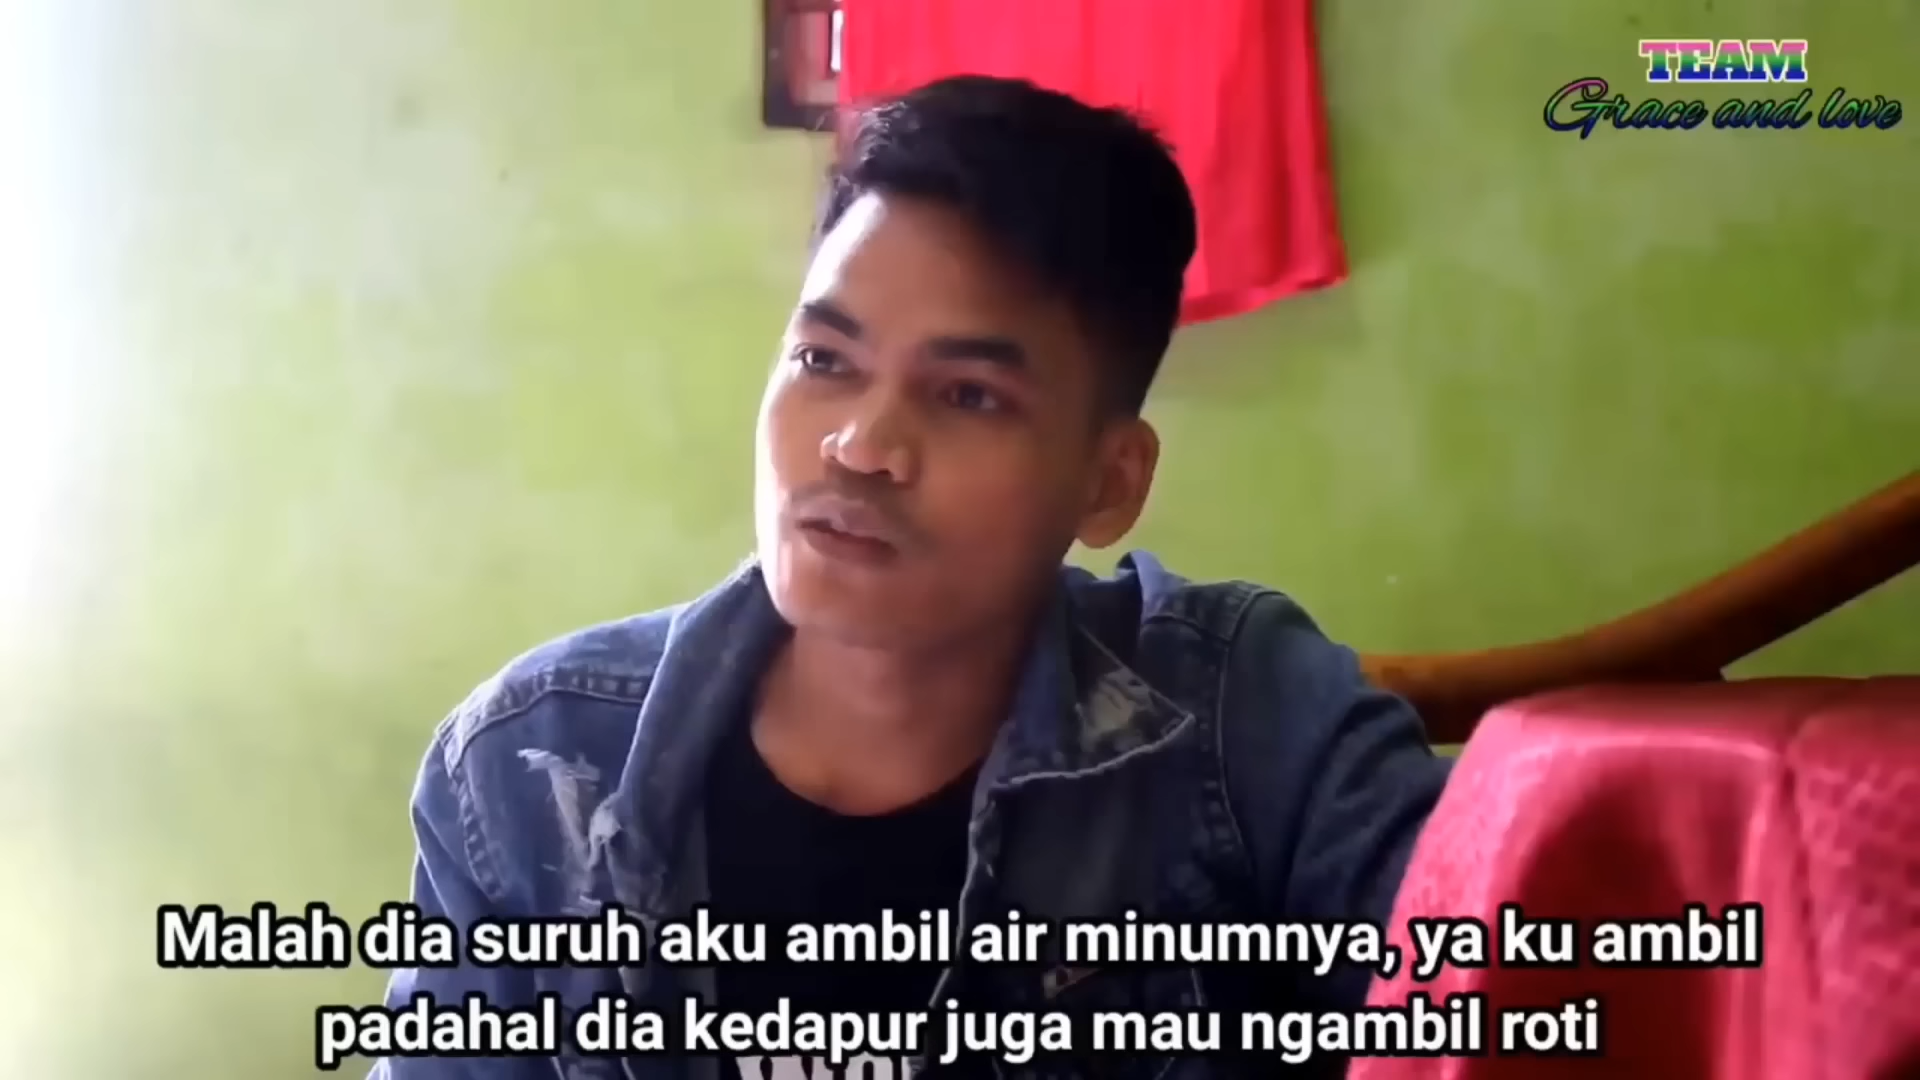 TEAM
Grace and love
Malah dia suruh aku ambil air minumnya, ya ku ambil
padahal dia kedapur juga mau ngambil roti